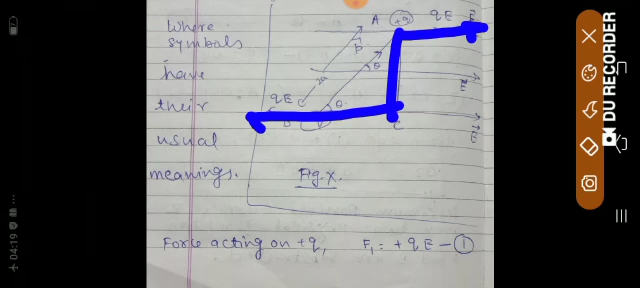 A +q qE
Where
symbols
have
their
usual
meanings.
P
θ
2a
E
qE θ
C
E
Fig. X.
Force acting on +q, F₁ = +qE — ①
DU RECORDER
04:19